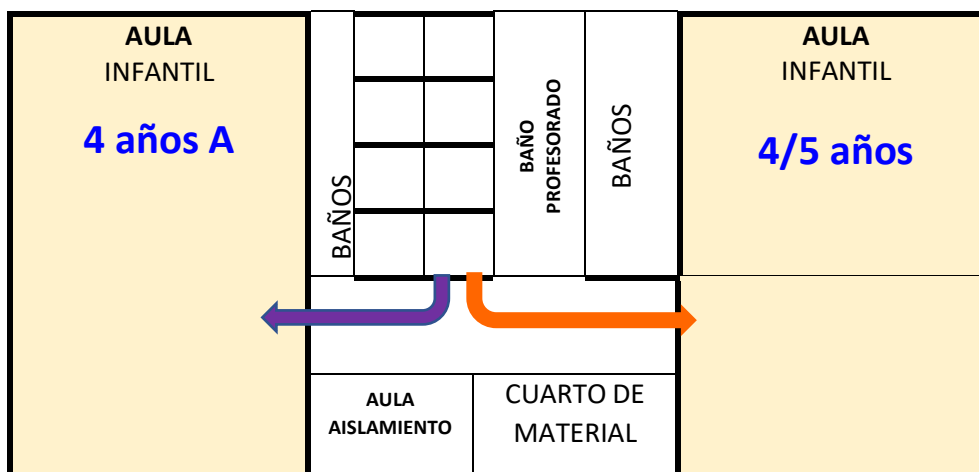 AULA
INFANTIL
4 años A
BAÑOS
BAÑO
PROFESORADO
BAÑOS
AULA
INFANTIL
4/5 años
AULA
AISLAMIENTO
CUARTO DE
MATERIAL